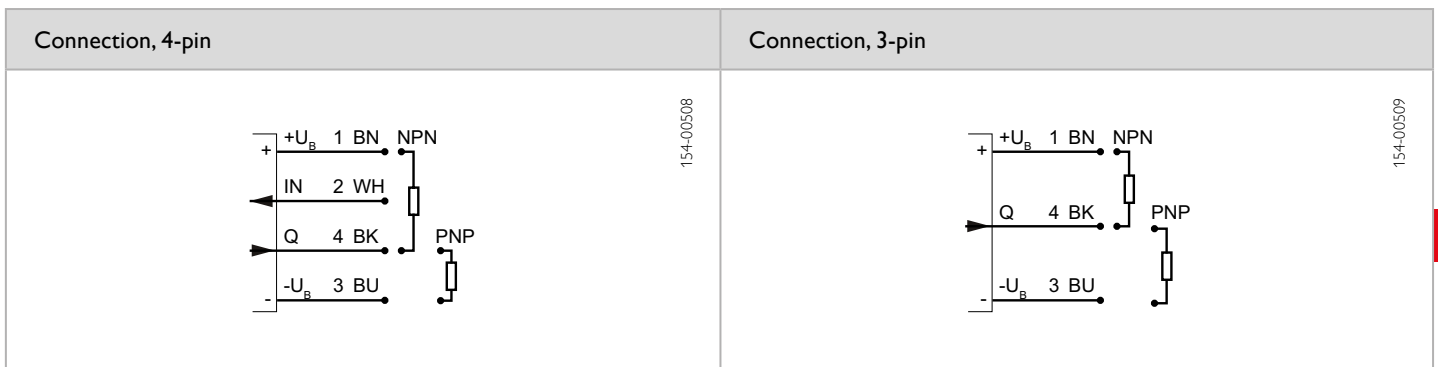 Connection, 4-pin
Connection, 3-pin
+U_B 1 BN NPN
+
IN 2 WH
Q 4 BK PNP
-U_B 3 BU
-
154-00508
+U_B 1 BN NPN
+
Q 4 BK PNP
-U_B 3 BU
-
154-00509